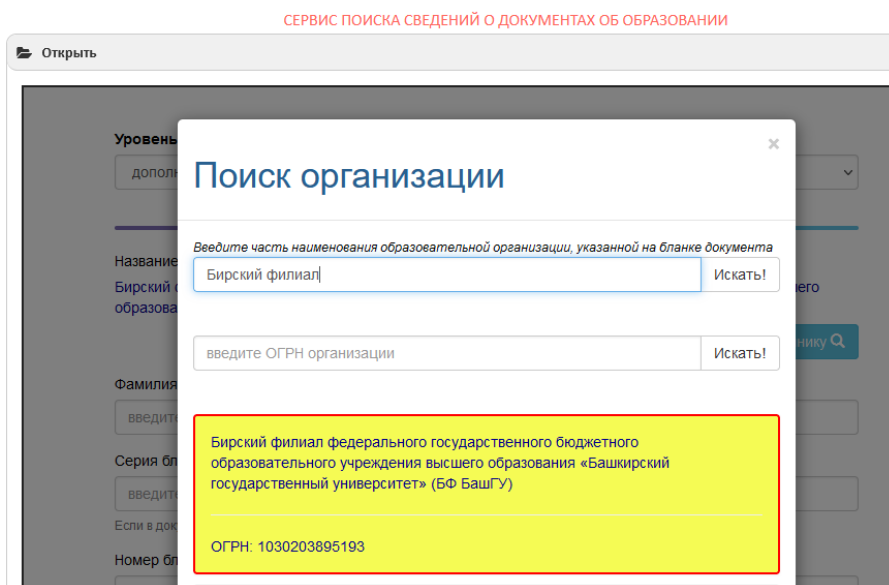 СЕРВИС ПОИСКА СВЕДЕНИЙ О ДОКУМЕНТАХ ОБ ОБРАЗОВАНИИ
Открыть
Уровень
дополн
×
Поиск организации
Введите часть наименования образовательной организации, указанной на бланке документа
Бирский филиал
Искать!
Название
Бирский
его
образова
введите ОГРН организации
Искать!
нику
Фамилия
введите
Бирский филиал федерального государственного бюджетного
образовательного учреждения высшего образования «Башкирский
государственный университет» (БФ БашГУ)
Серия бл
введите
Если в док
ОГРН: 1030203895193
Номер бл